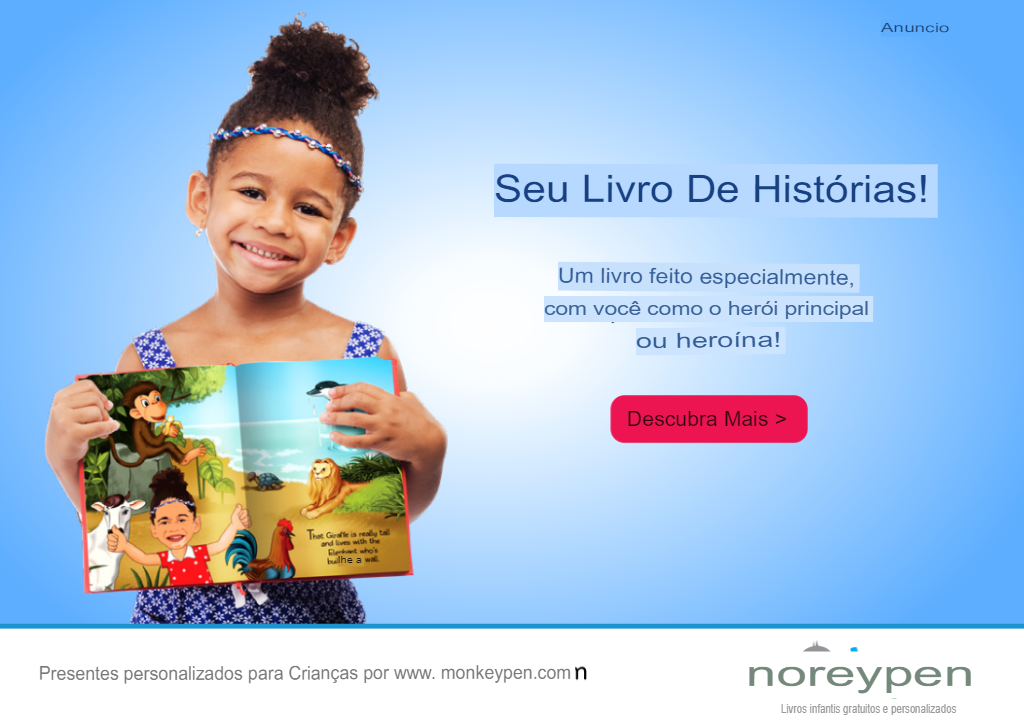 Anuncio
Seu Livro De Histórias!
Um livro feito especialmente,
com você como o herói principal
ou heroína!
Descubra Mais >
That Giraffe is really tall
and lives with the
Elephant who's
a wall.
Presentes personalizados para Crianças por www. monkeypen.com n
noreypen
Livros infantis gratuitos e personalizados